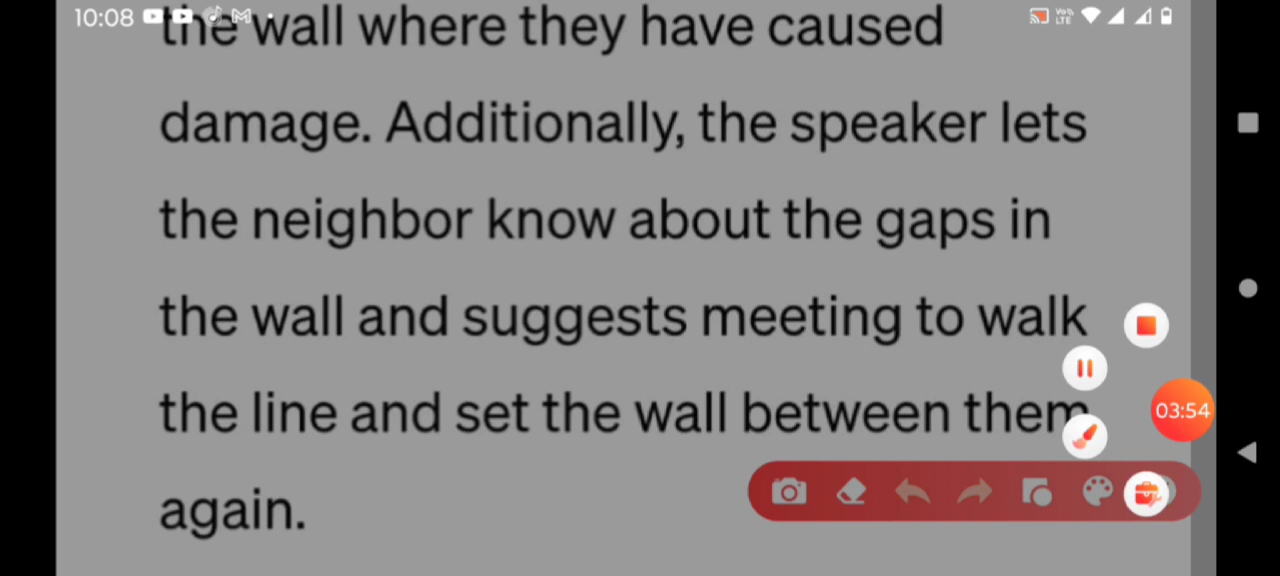 10:08
VoD LTE
the wall where they have caused
damage. Additionally, the speaker lets
the neighbor know about the gaps in
the wall and suggests meeting to walk
the line and set the wall between them
03:54
again.